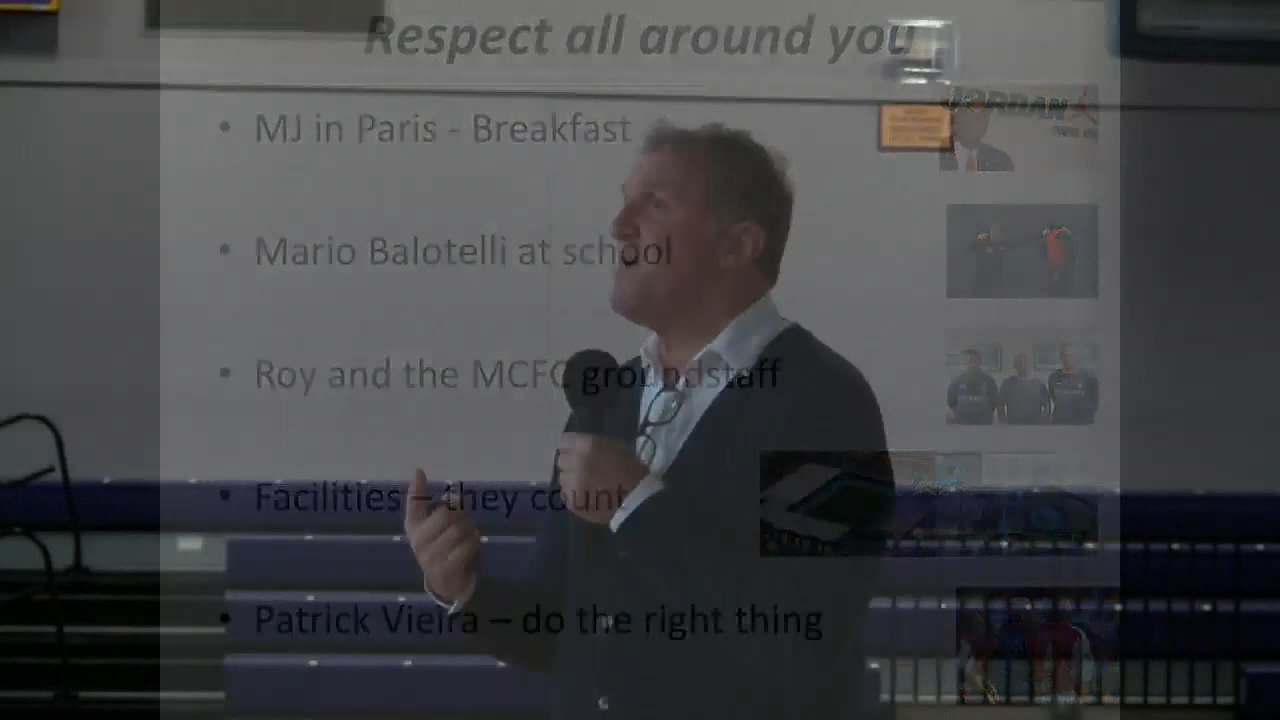 Respect all around you
• MJ in Paris - Breakfast
JORDAN
• Mario Balotelli at school
• Roy and the MCFC groundstaff
• Facilities – they count
• Patrick Vieira – do the right thing